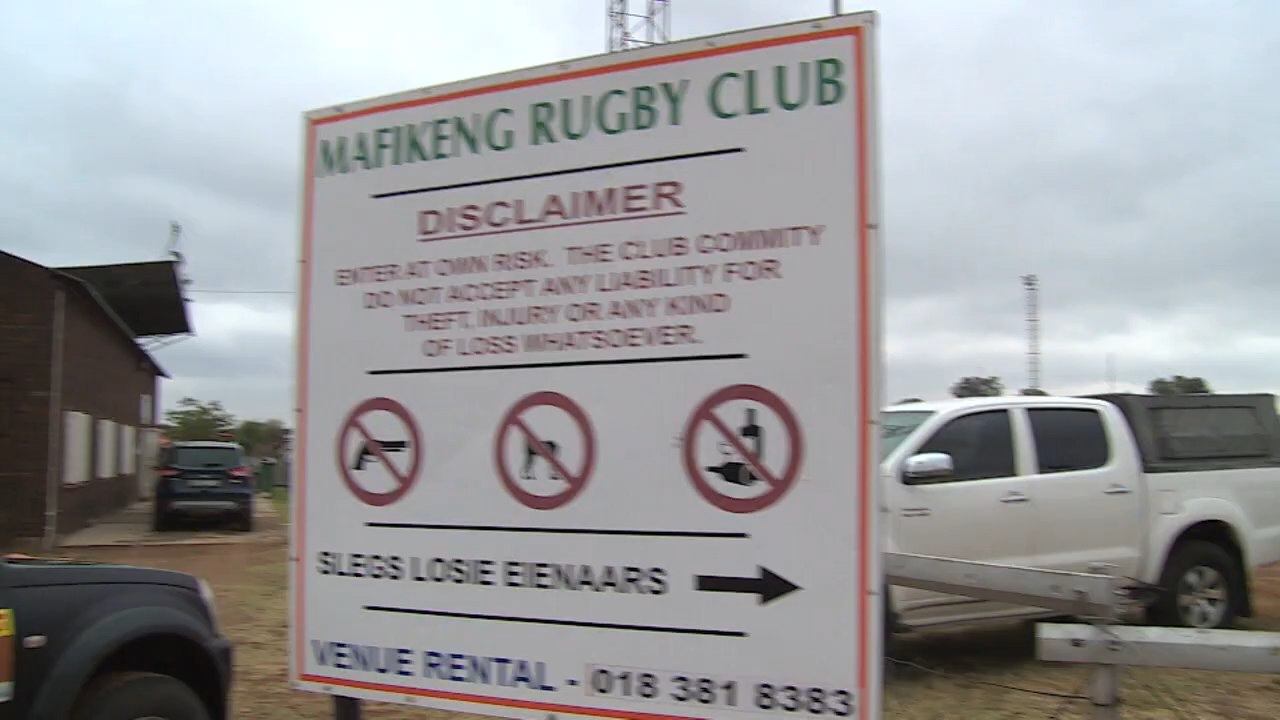 MAFIKENG RUGBY CLUB
DISCLAIMER
ENTER AT OWN RISK. THE CLUB COMMITY
DO NOT ACCEPT ANY LIABILITY FOR
THEFT, INJURY OR ANY KIND
OF LOSS WHATSOEVER.
SLEGS LOSIE EIENAARS
VENUE RENTAL - 018 381 8383